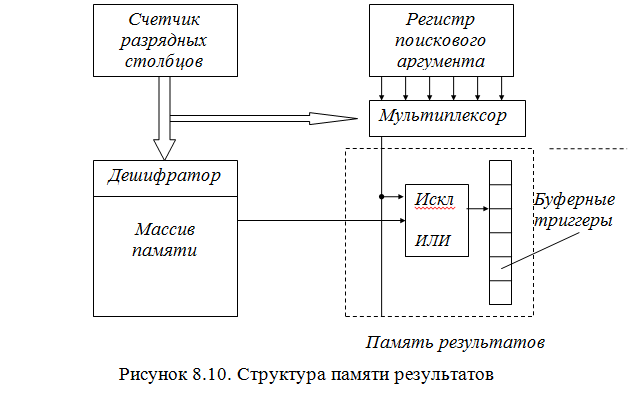 Счетчик
разрядных
столбцов
Регистр
поискового
аргумента
Мультиплексор
Дешифратор
Массив
памяти
Искл
ИЛИ
Буферные
триггеры
Память результатов
Рисунок 8.10. Структура памяти результатов